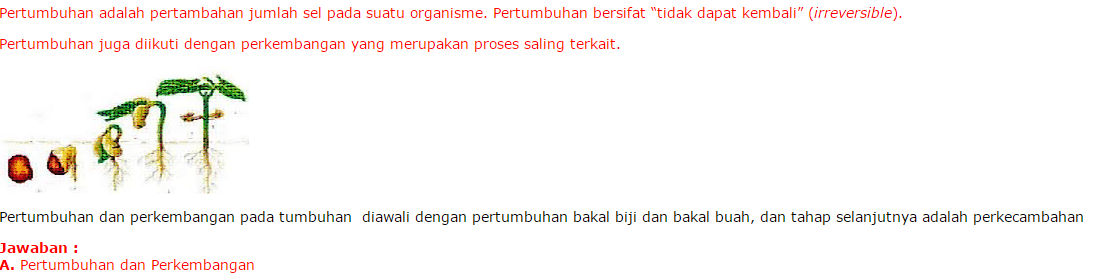 Pertumbuhan adalah pertambahan jumlah sel pada suatu organisme. Pertumbuhan bersifat “tidak dapat kembali” (irreversible).
Pertumbuhan juga diikuti dengan perkembangan yang merupakan proses saling terkait.
Pertumbuhan dan perkembangan pada tumbuhan  diawali dengan pertumbuhan bakal biji dan bakal buah, dan tahap selanjutnya adalah perkecambahan
Jawaban :
A. Pertumbuhan dan Perkembangan